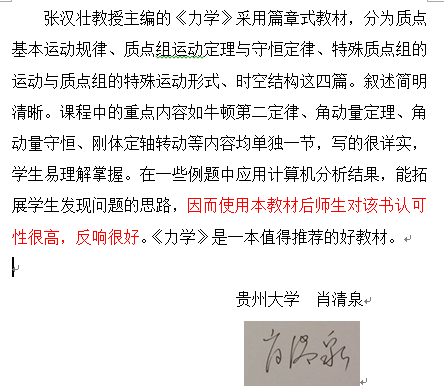 张汉壮教授主编的《力学》采用篇章式教材，分为质点
基本运动规律、质点组运动定理与守恒定律、特殊质点组的
运动与质点组的特殊运动形式、时空结构这四篇。叙述简明
清晰。课程中的重点内容如牛顿第二定律、角动量定理、角
动量守恒、刚体定轴转动等内容均单独一节，写的很详实，
学生易理解掌握。在一些例题中应用计算机分析结果，能拓
展学生发现问题的思路，因而使用本教材后师生对该书认可
性很高，反响很好。《力学》是一本值得推荐的好教材。
贵州大学 肖清泉
肖清泉